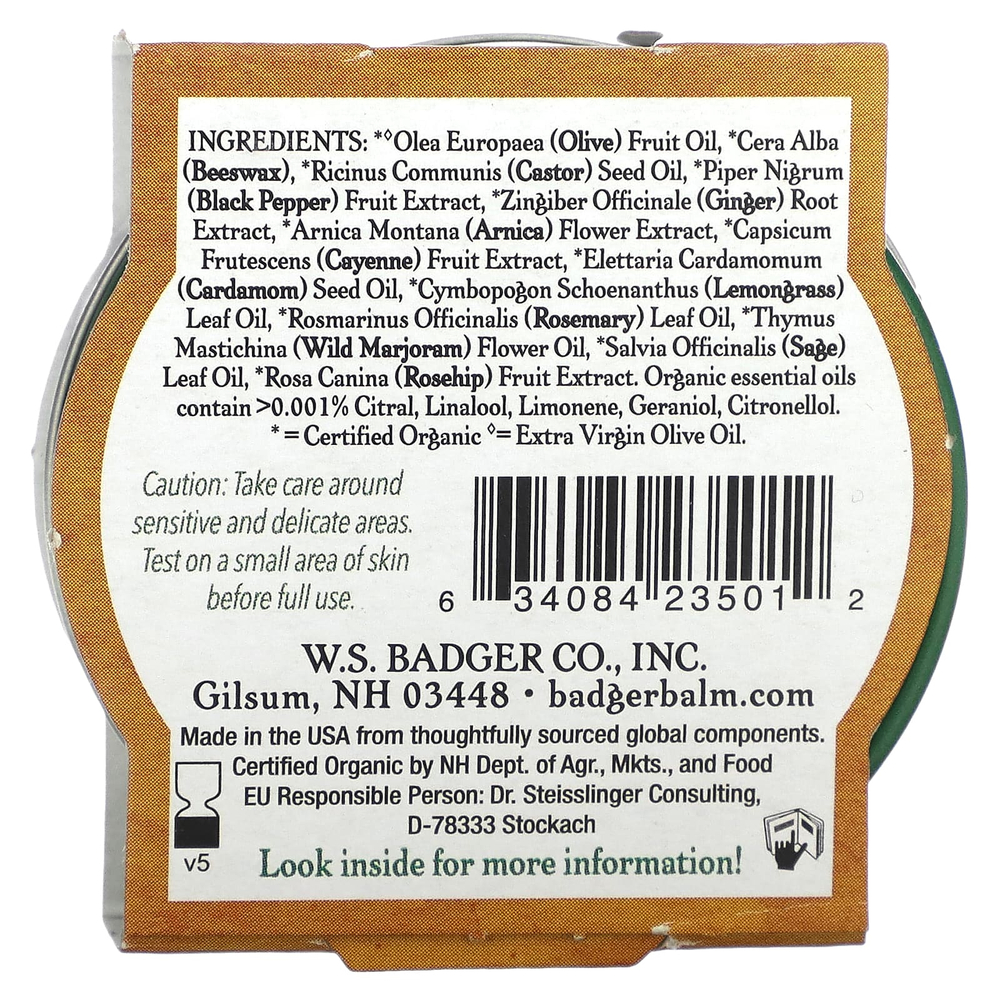 INGREDIENTS: *◊Olea Europaea (Olive) Fruit Oil, *Cera Alba
(Beeswax), *Ricinus Communis (Castor) Seed Oil, *Piper Nigrum
(Black Pepper) Fruit Extract, *Zingiber Officinale (Ginger) Root
Extract, *Arnica Montana (Arnica) Flower Extract, *Capsicum
Frutescens (Cayenne) Fruit Extract, *Elettaria Cardamomum
(Cardamom) Seed Oil, *Cymbopogon Schoenanthus (Lemongrass)
Leaf Oil, *Rosmarinus Officinalis (Rosemary) Leaf Oil, *Thymus
Mastichina (Wild Marjoram) Flower Oil, *Salvia Officinalis (Sage)
Leaf Oil, *Rosa Canina (Rosehip) Fruit Extract. Organic essential oils
contain >0.001% Citral, Linalool, Limonene, Geraniol, Citronellol.
* = Certified Organic ◊= Extra Virgin Olive Oil.
Caution: Take care around
sensitive and delicate areas.
Test on a small area of skin
before full use.
6 34084 23501 2
W.S. BADGER CO., INC.
Gilsum, NH 03448 • badgerbalm.com
Made in the USA from thoughtfully sourced global components.
Certified Organic by NH Dept. of Agr., Mkts., and Food
EU Responsible Person: Dr. Steisslinger Consulting,
D-78333 Stockach
v5
Look inside for more information!